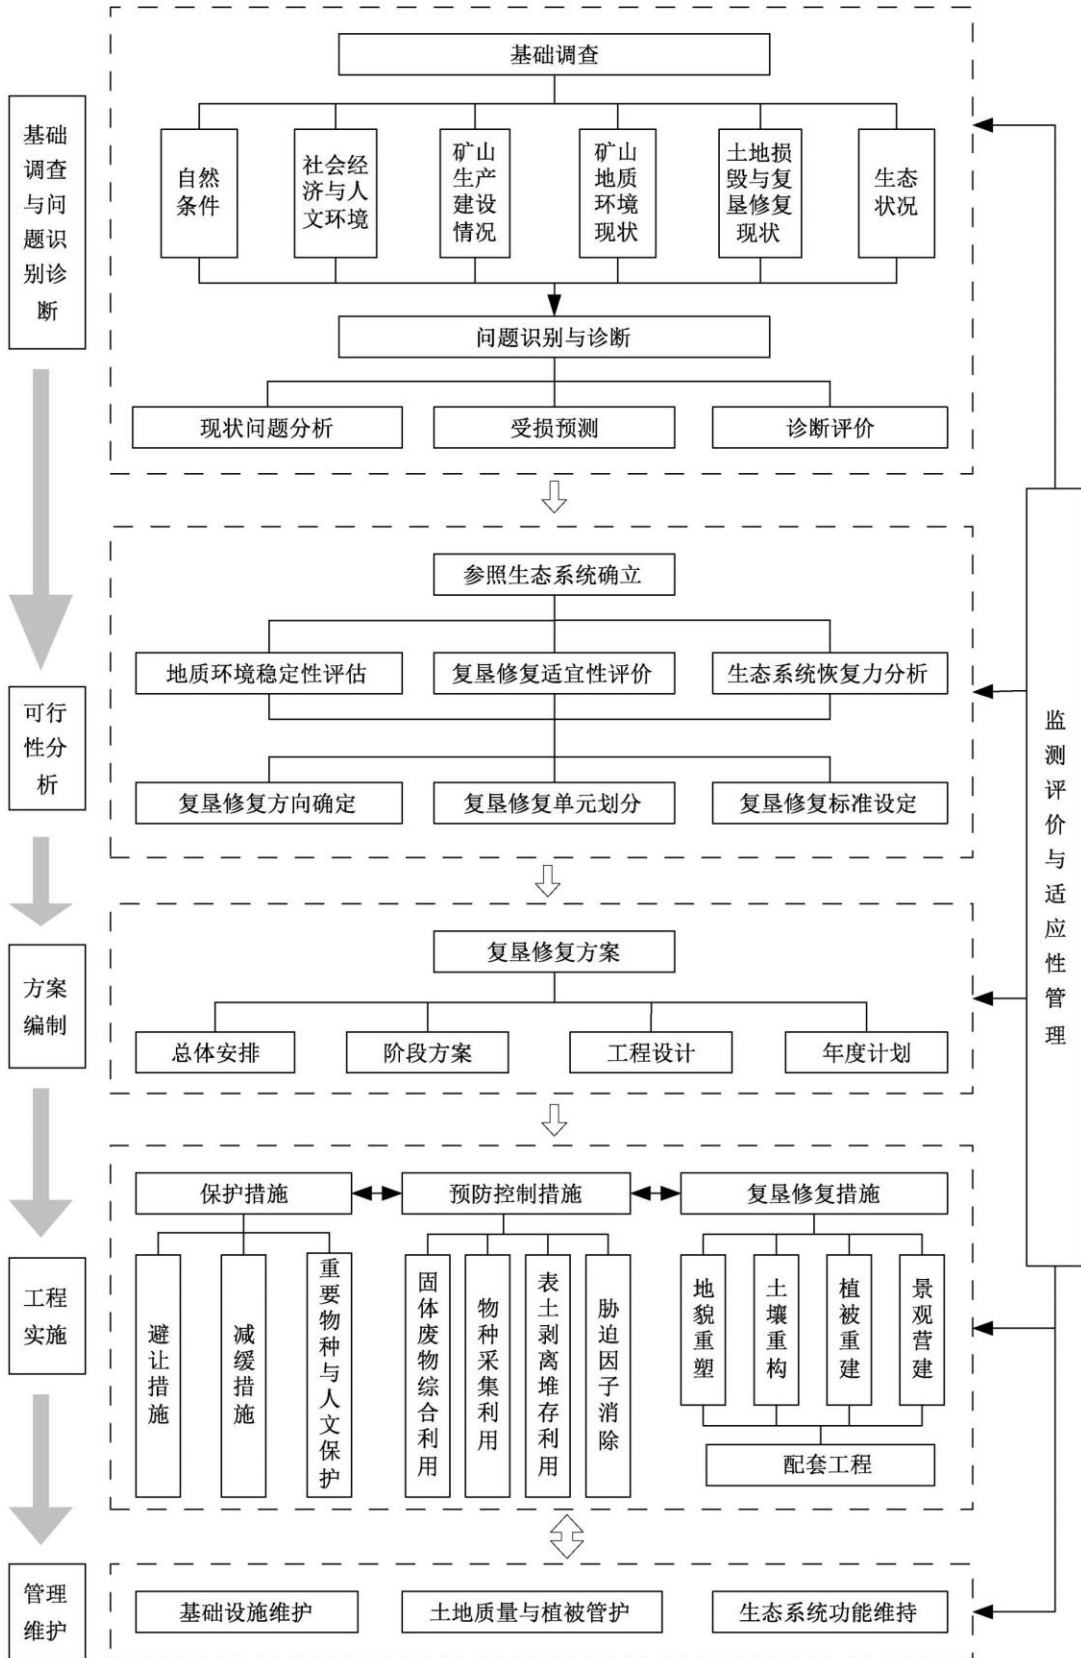 基础调查
基础
调查
与问
题识
别诊
断
自然
条件
社会经
济与人
文环境
矿山
生产
建设
情况
矿山
地质
环境
现状
土地损
毁与复
垦修复
现状
生态
状况
问题识别与诊断
现状问题分析
受损预测
诊断评价
参照生态系统确立
地质环境稳定性评估
复垦修复适宜性评价
生态系统恢复力分析
可行
性分
析
复垦修复方向确定
复垦修复单元划分
复垦修复标准设定
监测评价与适应性管理
复垦修复方案
方案
编制
总体安排
阶段方案
工程设计
年度计划
保护措施
预防控制措施
复垦修复措施
工程
实施
避让措施
减缓措施
重要物种与人文保护
固体废物综合利用
物种采集利用
表土剥离堆存利用
胁迫因子消除
地貌重塑
土壤重构
植被重建
景观营建
配套工程
管理
维护
基础设施维护
土地质量与植被管护
生态系统功能维持